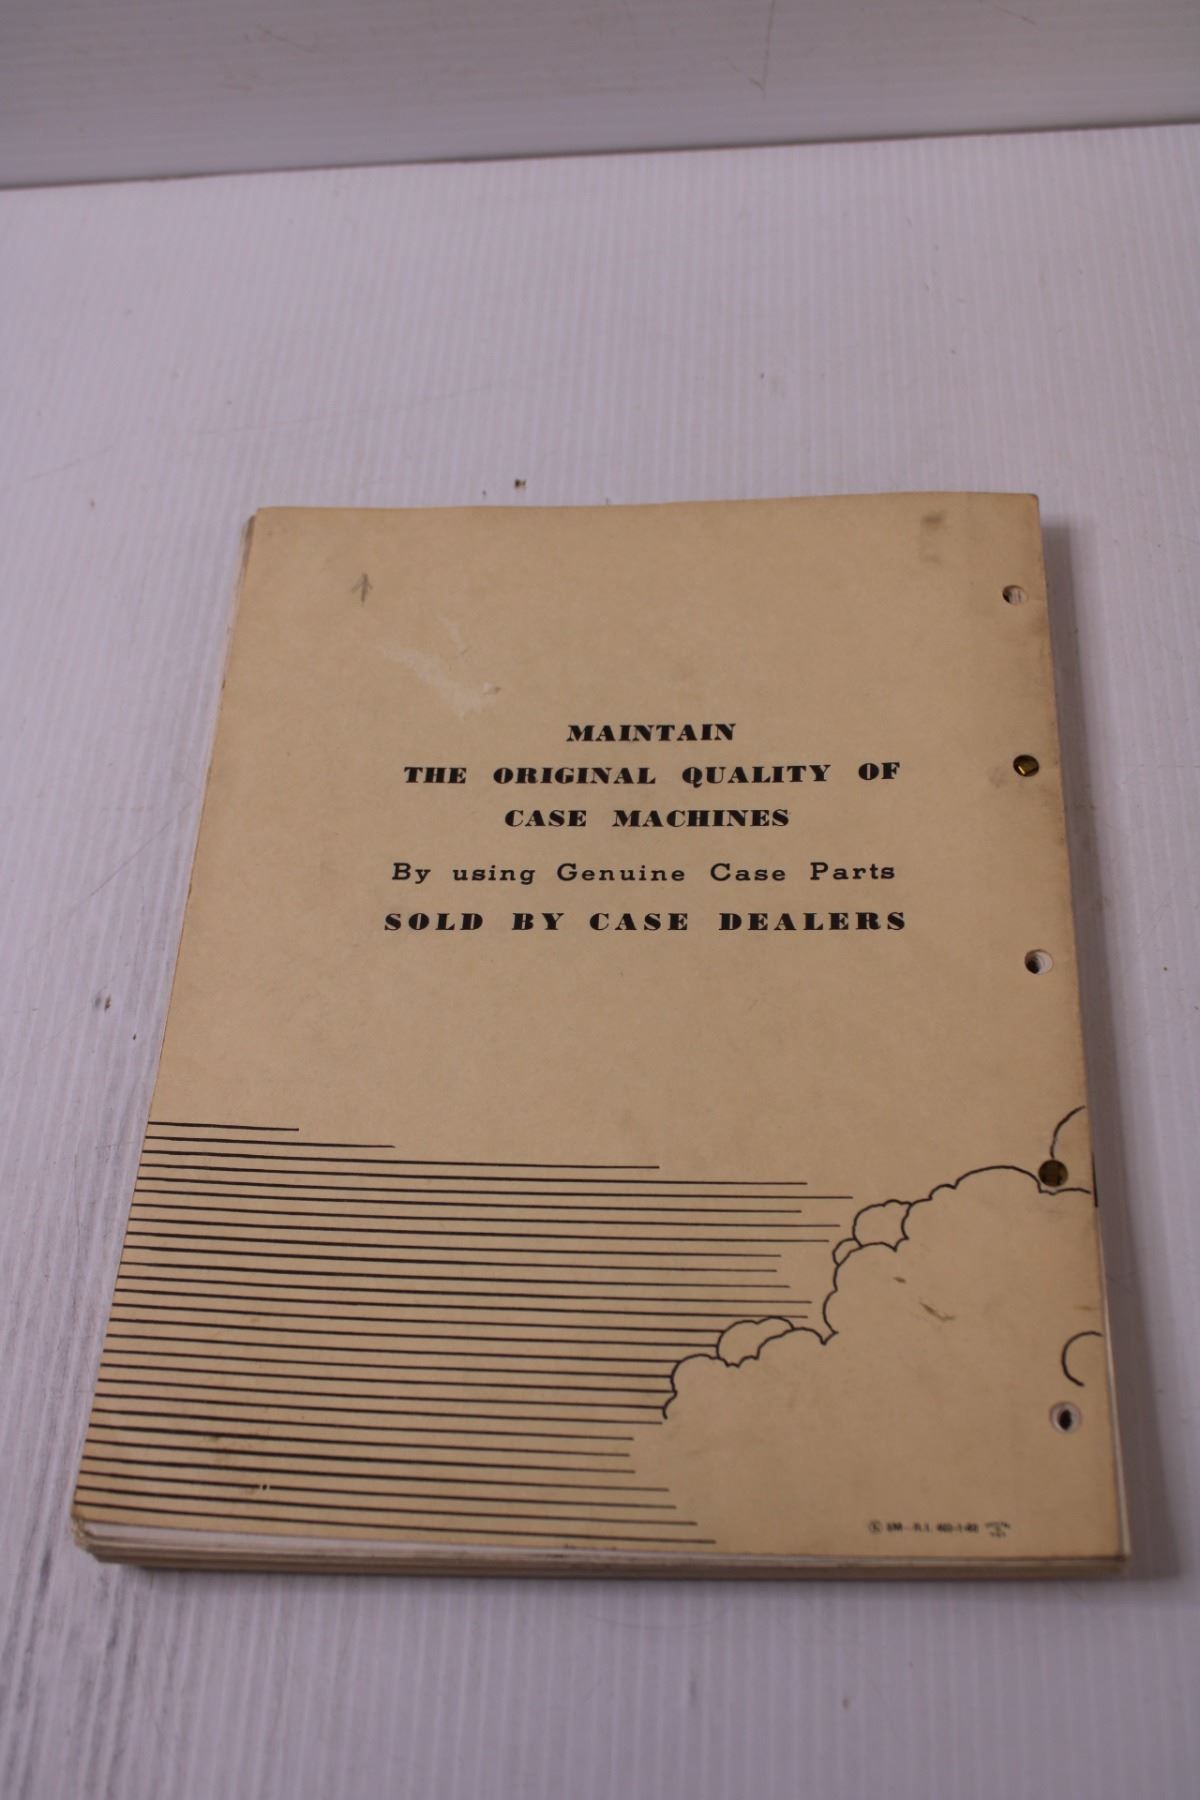 MAINTAIN
THE ORIGINAL QUALITY OF
CASE MACHINES
By using Genuine Case Parts
SOLD BY CASE DEALERS